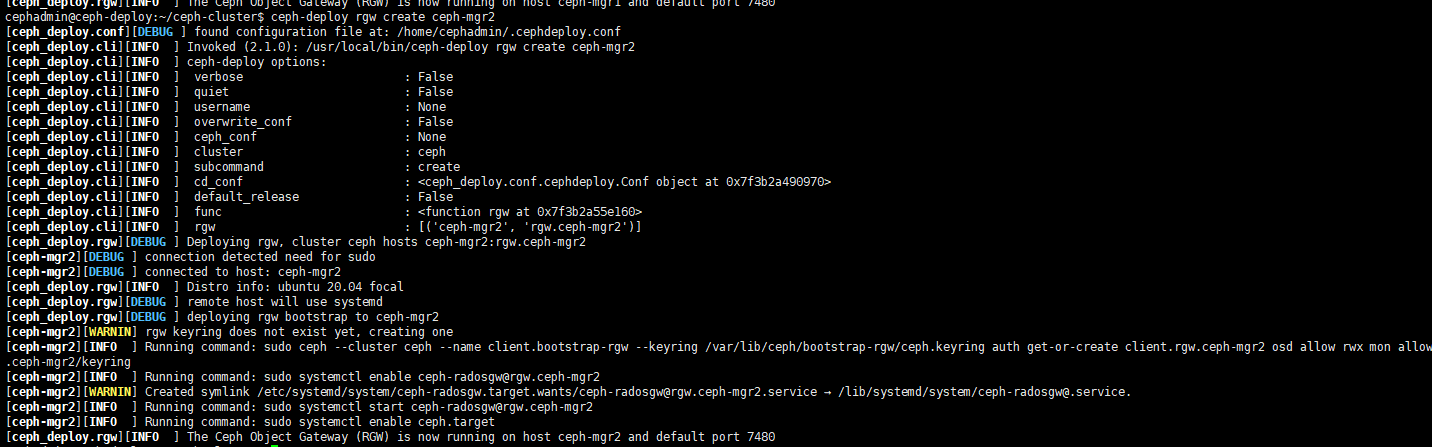 [ceph_deploy.rgw][INFO  ] The Ceph Object Gateway (RGW) is now running on host ceph-mgr1 and default port 7480
cephadmin@ceph-deploy:~/ceph-cluster$ ceph-deploy rgw create ceph-mgr2
[ceph_deploy.conf][DEBUG ] found configuration file at: /home/cephadmin/.cephdeploy.conf
[ceph_deploy.cli][INFO  ] Invoked (2.1.0): /usr/local/bin/ceph-deploy rgw create ceph-mgr2
[ceph_deploy.cli][INFO  ] ceph-deploy options:
[ceph_deploy.cli][INFO  ]  verbose                       : False
[ceph_deploy.cli][INFO  ]  quiet                         : False
[ceph_deploy.cli][INFO  ]  username                      : None
[ceph_deploy.cli][INFO  ]  overwrite_conf                : False
[ceph_deploy.cli][INFO  ]  ceph_conf                     : None
[ceph_deploy.cli][INFO  ]  cluster                       : ceph
[ceph_deploy.cli][INFO  ]  subcommand                    : create
[ceph_deploy.cli][INFO  ]  cd_conf                       : <ceph_deploy.conf.cephdeploy.Conf object at 0x7f3b2a490970>
[ceph_deploy.cli][INFO  ]  default_release               : False
[ceph_deploy.cli][INFO  ]  func                          : <function rgw at 0x7f3b2a55e160>
[ceph_deploy.cli][INFO  ]  rgw                           : [('ceph-mgr2', 'rgw.ceph-mgr2')]
[ceph_deploy.rgw][DEBUG ] Deploying rgw, cluster ceph hosts ceph-mgr2:rgw.ceph-mgr2
[ceph-mgr2][DEBUG ] connection detected need for sudo
[ceph-mgr2][DEBUG ] connected to host: ceph-mgr2
[ceph_deploy.rgw][INFO  ] Distro info: ubuntu 20.04 focal
[ceph_deploy.rgw][DEBUG ] remote host will use systemd
[ceph_deploy.rgw][DEBUG ] deploying rgw bootstrap to ceph-mgr2
[ceph-mgr2][WARNIN] rgw keyring does not exist yet, creating one
[ceph-mgr2][INFO  ] Running command: sudo ceph --cluster ceph --name client.bootstrap-rgw --keyring /var/lib/ceph/bootstrap-rgw/ceph.keyring auth get-or-create client.rgw.ceph-mgr2 osd allow rwx mon allow
.ceph-mgr2/keyring
[ceph-mgr2][INFO  ] Running command: sudo systemctl enable ceph-radosgw@rgw.ceph-mgr2
[ceph-mgr2][WARNIN] Created symlink /etc/systemd/system/ceph-radosgw.target.wants/ceph-radosgw@rgw.ceph-mgr2.service → /lib/systemd/system/ceph-radosgw@.service.
[ceph-mgr2][INFO  ] Running command: sudo systemctl start ceph-radosgw@rgw.ceph-mgr2
[ceph-mgr2][INFO  ] Running command: sudo systemctl enable ceph.target
[ceph_deploy.rgw][INFO  ] The Ceph Object Gateway (RGW) is now running on host ceph-mgr2 and default port 7480